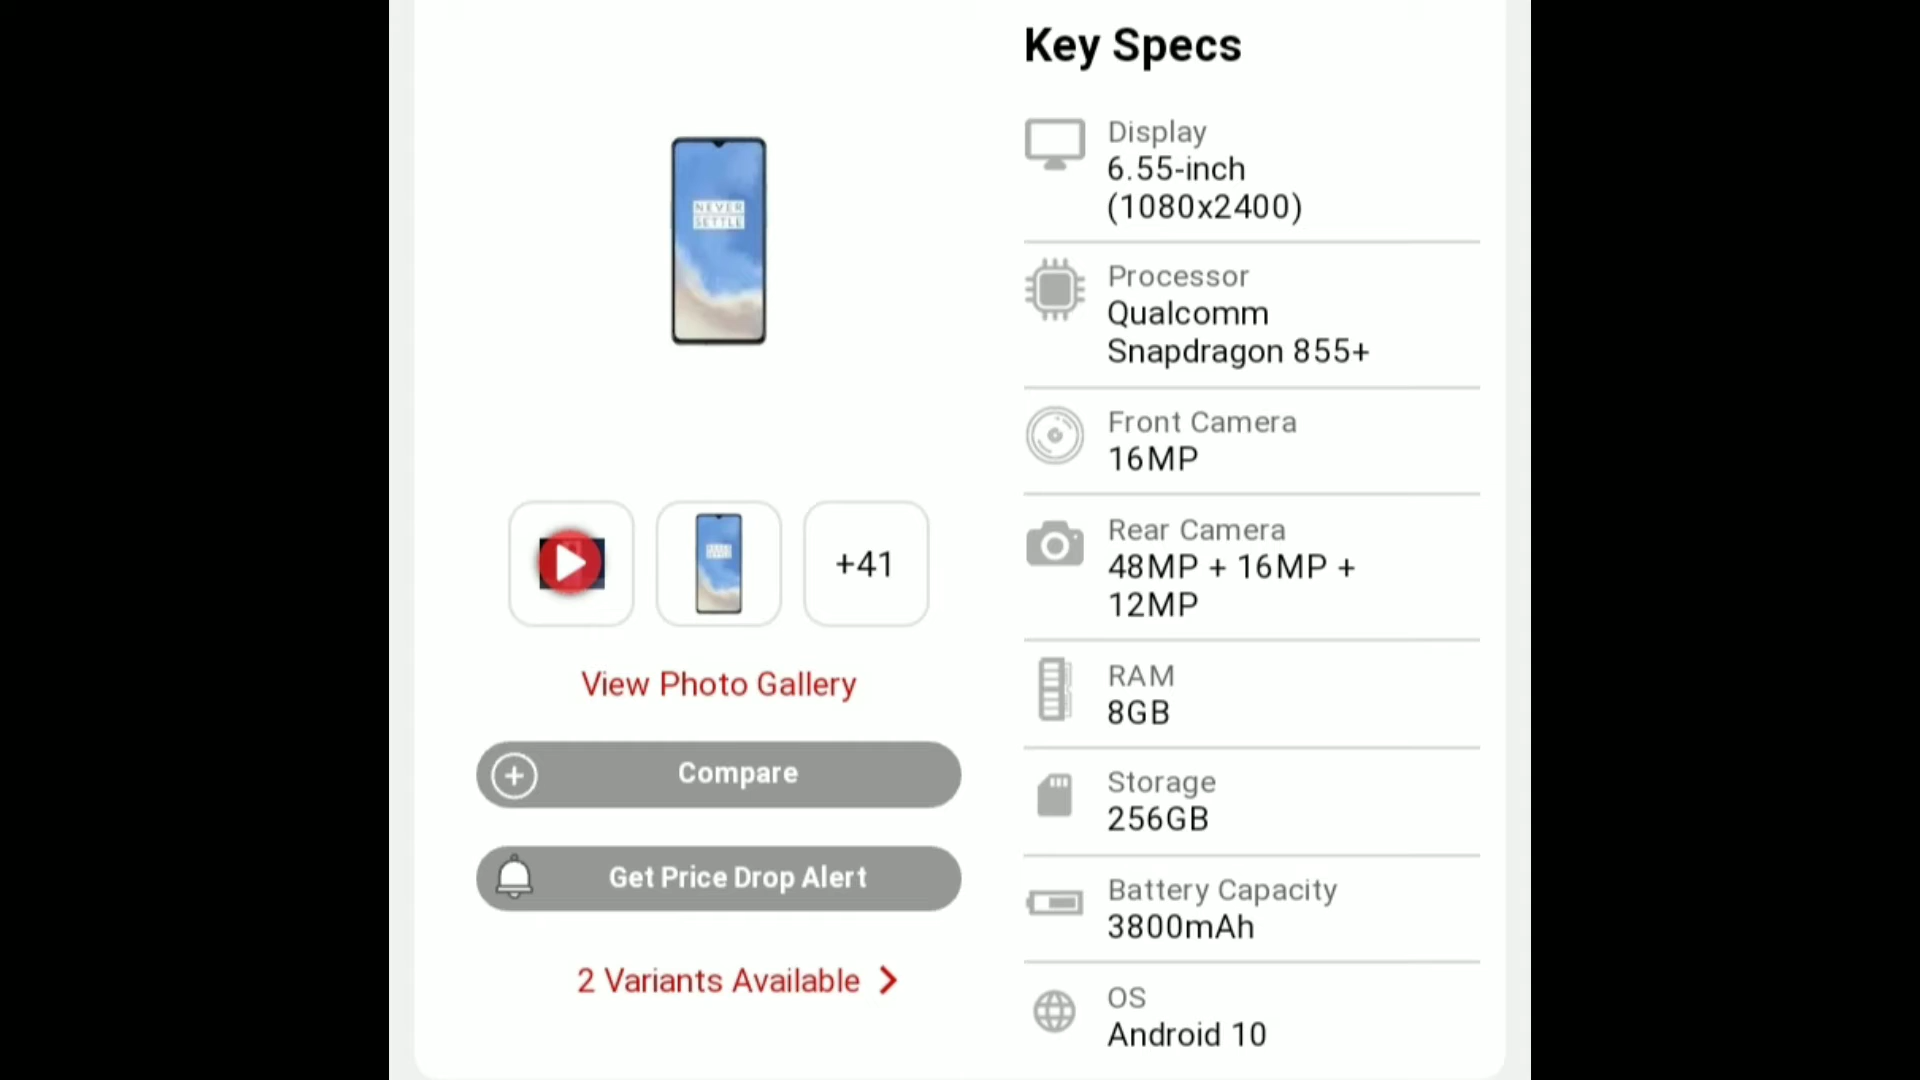 Key Specs
NEVER
SETTLE
+41
View Photo Gallery
Compare
Get Price Drop Alert
2 Variants Available
Display
6.55-inch
(1080x2400)
Processor
Qualcomm
Snapdragon 855+
Front Camera
16MP
Rear Camera
48MP + 16MP +
12MP
RAM
8GB
Storage
256GB
Battery Capacity
3800mAh
OS
Android 10